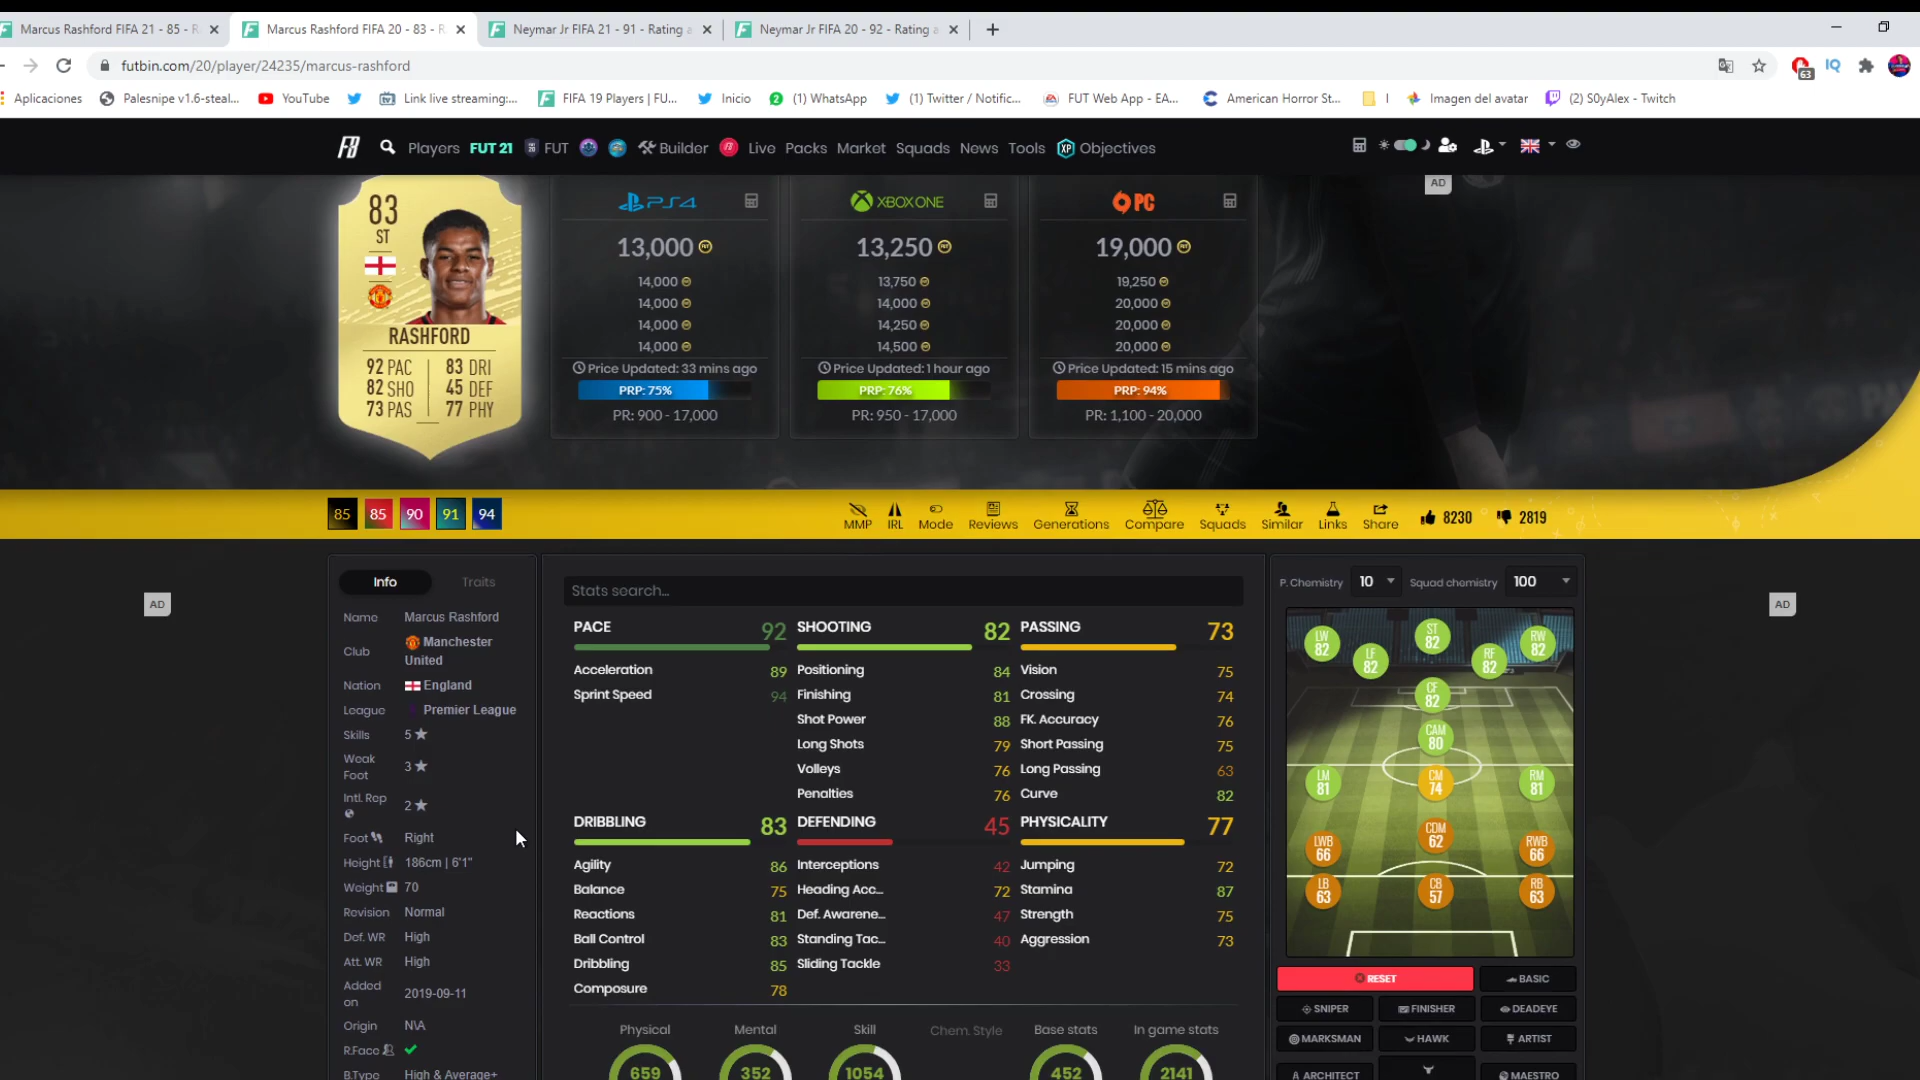 Marcus Rashford FIFA 21 - 85 - R
Marcus Rashford FIFA 20 - 83 - R
Neymar Jr FIFA 21 - 91 - Rating a
Neymar Jr FIFA 20 - 92 - Rating a
futbin.com/20/player/24235/marcus-rashford
63 IQ
Aplicaciones Palesnipe v1.6-steal... YouTube Link live streaming:... FIFA 19 Players | FU... Inicio (1) WhatsApp (1) Twitter / Notific... FUT Web App - EA... American Horror St... I Imagen del avatar (2) S0yAlex - Twitch
Players FUT 21 FUT Builder Live Packs Market Squads News Tools XP Objectives
AD
83
ST
RASHFORD
92 PAC 83 DRI
82 SHO 45 DEF
73 PAS 77 PHY
PS4
13,000
14,000
14,000
14,000
14,000
Price Updated: 33 mins ago
PRP: 75%
PR: 900 - 17,000
XBOX ONE
13,250
13,750
14,000
14,250
14,500
Price Updated: 1 hour ago
PRP: 76%
PR: 950 - 17,000
PC
19,000
19,250
20,000
20,000
20,000
Price Updated: 15 mins ago
PRP: 94%
PR: 1,100 - 20,000
85 85 90 91 94
MMP IRL Mode Reviews Generations Compare Squads Similar Links Share 8230 2819
AD
Info Traits
Name Marcus Rashford
Club Manchester
United
Nation England
League Premier League
Skills 5
Weak
Foot 3
Intl. Rep 2
Foot Right
Height 186cm | 6'1"
Weight 70
Revision Normal
Def. WR High
Att. WR High
Added
on 2019-09-11
Origin N\A
R.Face
B.Type High & Average+
Stats search...
PACE 92
Acceleration 89
Sprint Speed 94
SHOOTING 82
Positioning 84
Finishing 81
Shot Power 88
Long Shots 79
Volleys 76
Penalties 76
PASSING 73
Vision 75
Crossing 74
FK. Accuracy 76
Short Passing 75
Long Passing 63
Curve 82
DRIBBLING 83
Agility 86
Balance 75
Reactions 81
Ball Control 83
Dribbling 85
Composure 78
DEFENDING 45
Interceptions 42
Heading Acc... 72
Def. Awarene... 47
Standing Tac... 40
Sliding Tackle 33
PHYSICALITY 77
Jumping 72
Stamina 87
Strength 75
Aggression 73
Physical Mental Skill Chem. Style Base stats In game stats
659 352 1054 452 2141
P. Chemistry 10 Squad chemistry 100
AD
LW 82
ST 82
RW 82
LF 82
RF 82
CF 82
CAM 80
LM 81
CM 74
RM 81
LWB 66
CDM 62
RWB 66
LB 63
CB 57
RB 63
RESET BASIC
SNIPER FINISHER DEADEYE
MARKSMAN HAWK ARTIST
ARCHITECT MAESTRO